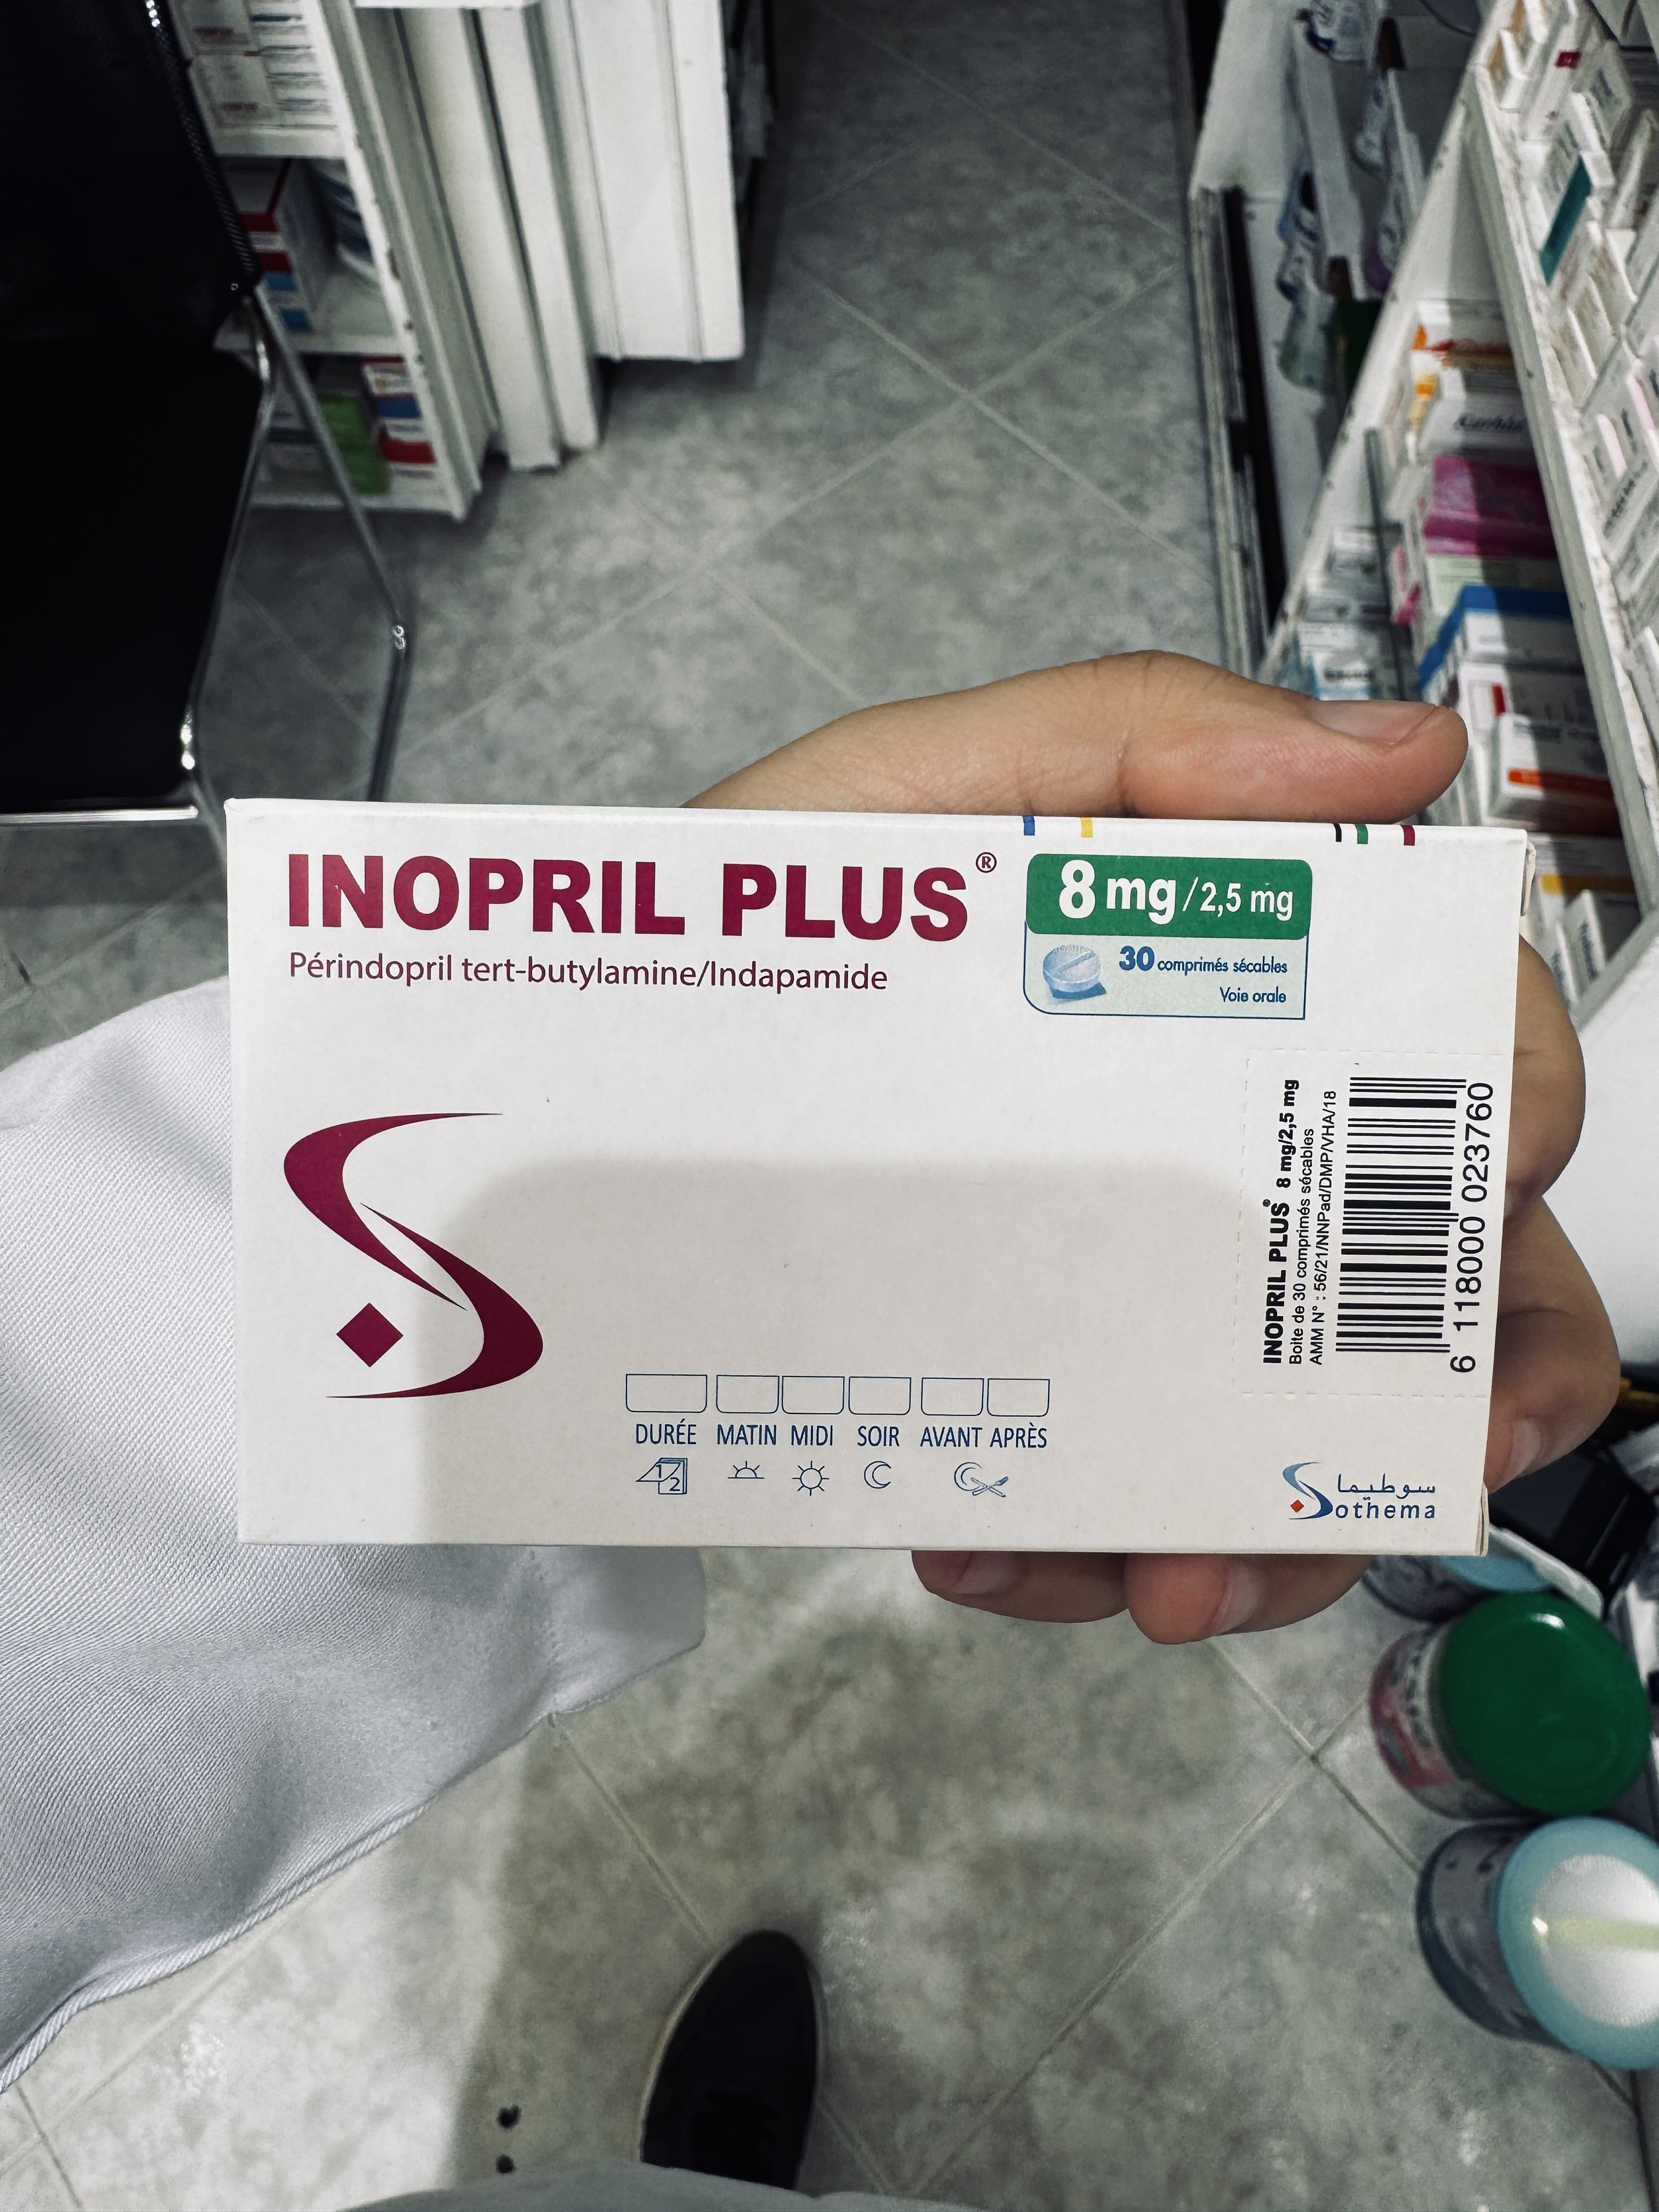 INOPRIL PLUS®
Périndopril tert-butylamine/Indapamide
8 mg/2,5 mg
30 comprimés sécables
Voie orale
INOPRIL PLUS® 8 mg/2,5 mg
Boite de 30 comprimés sécables
AMM N° : 56/21/NNPad/DMP/VHA/18
6 118000 023760
DURÉE MATIN MIDI SOIR AVANT APRÈS
1 2
سوطيما
Sothema